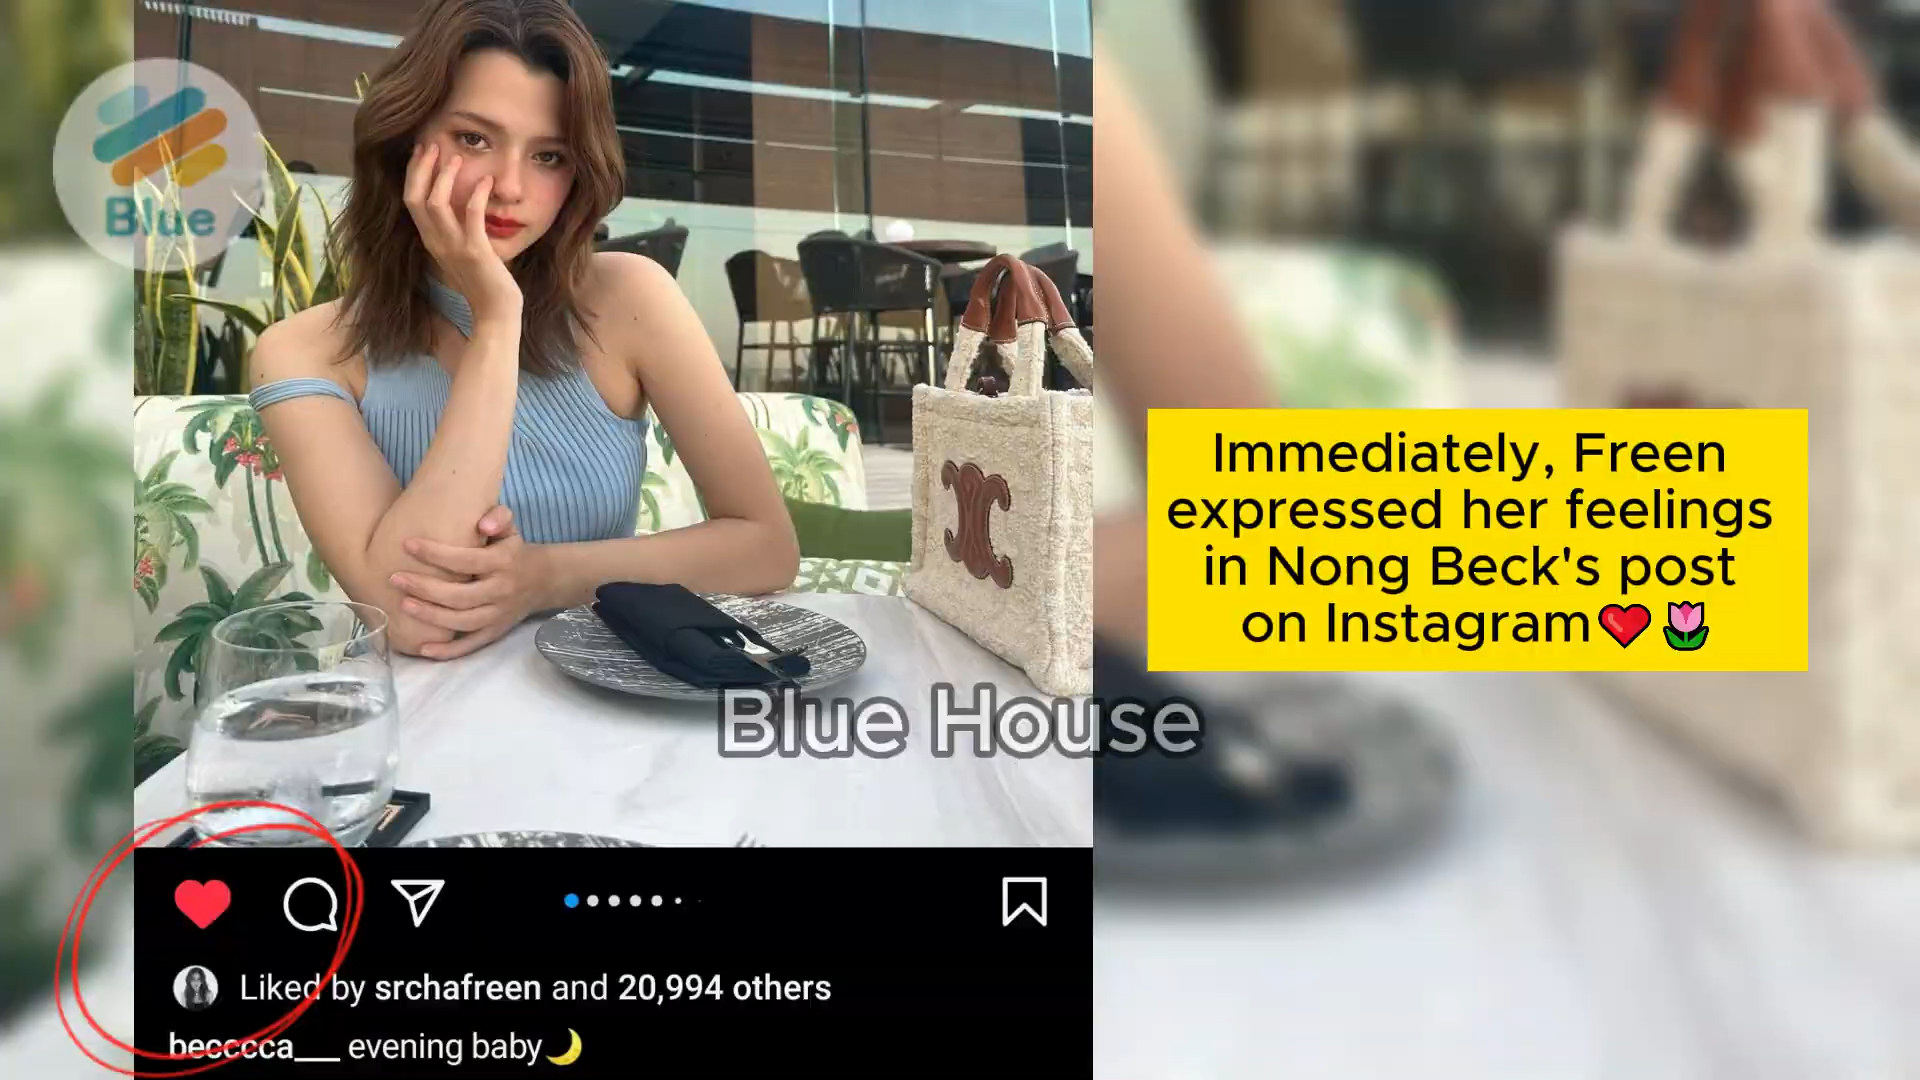 Blue
Immediately, Freen
expressed her feelings
in Nong Beck's post
on Instagram❤️🌷
Blue House
Liked by srchafreen and 20,994 others
becccca___ evening baby🌙